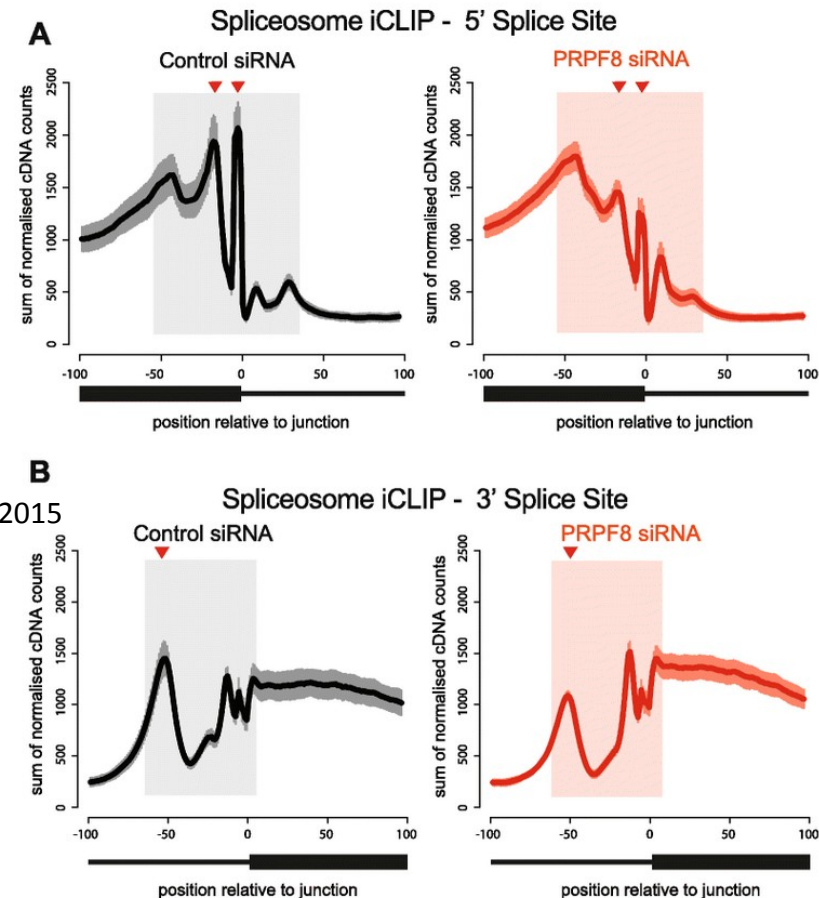 A
Spliceosome iCLIP - 5’ Splice Site
Control siRNA
PRPF8 siRNA
sum of normalised cDNA counts
0 500 1000 1500 2000 2500
-100 -50 0 50 100
position relative to junction
sum of normalised cDNA counts
0 500 1000 1500 2000 2500
-100 -50 0 50 100
position relative to junction
B
Spliceosome iCLIP - 3’ Splice Site
2015
Control siRNA
PRPF8 siRNA
sum of normalised cDNA counts
0 500 1000 1500 2000 2500
-100 -50 0 50 100
position relative to junction
sum of normalised cDNA counts
0 500 1000 1500 2000 2500
-100 -50 0 50 100
position relative to junction